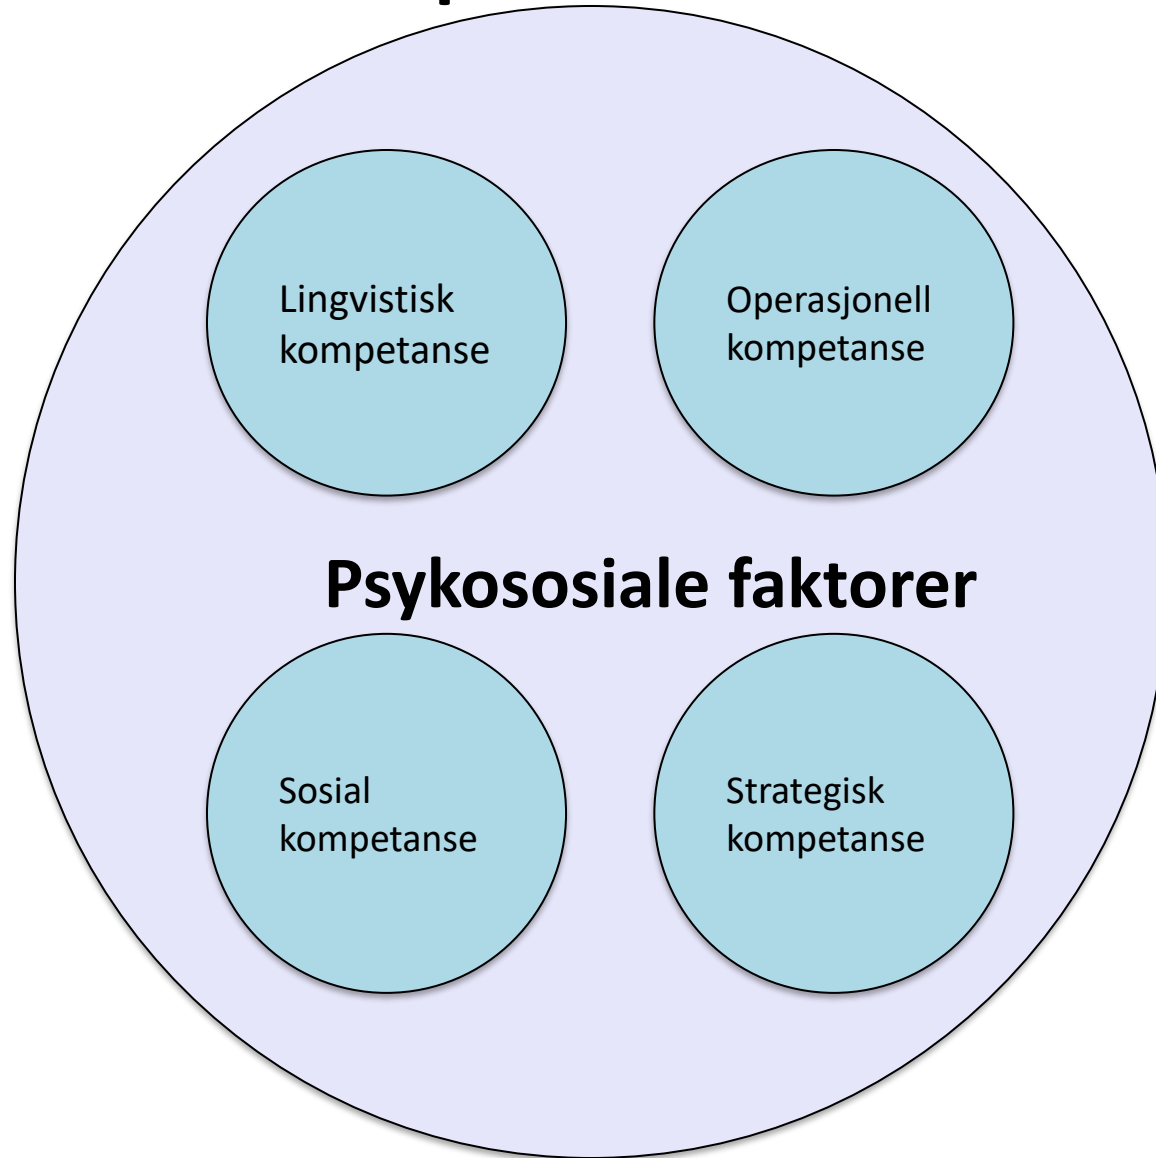 Lingvistisk
kompetanse
Operasjonell
kompetanse
Psykososiale faktorer
Sosial
kompetanse
Strategisk
kompetanse